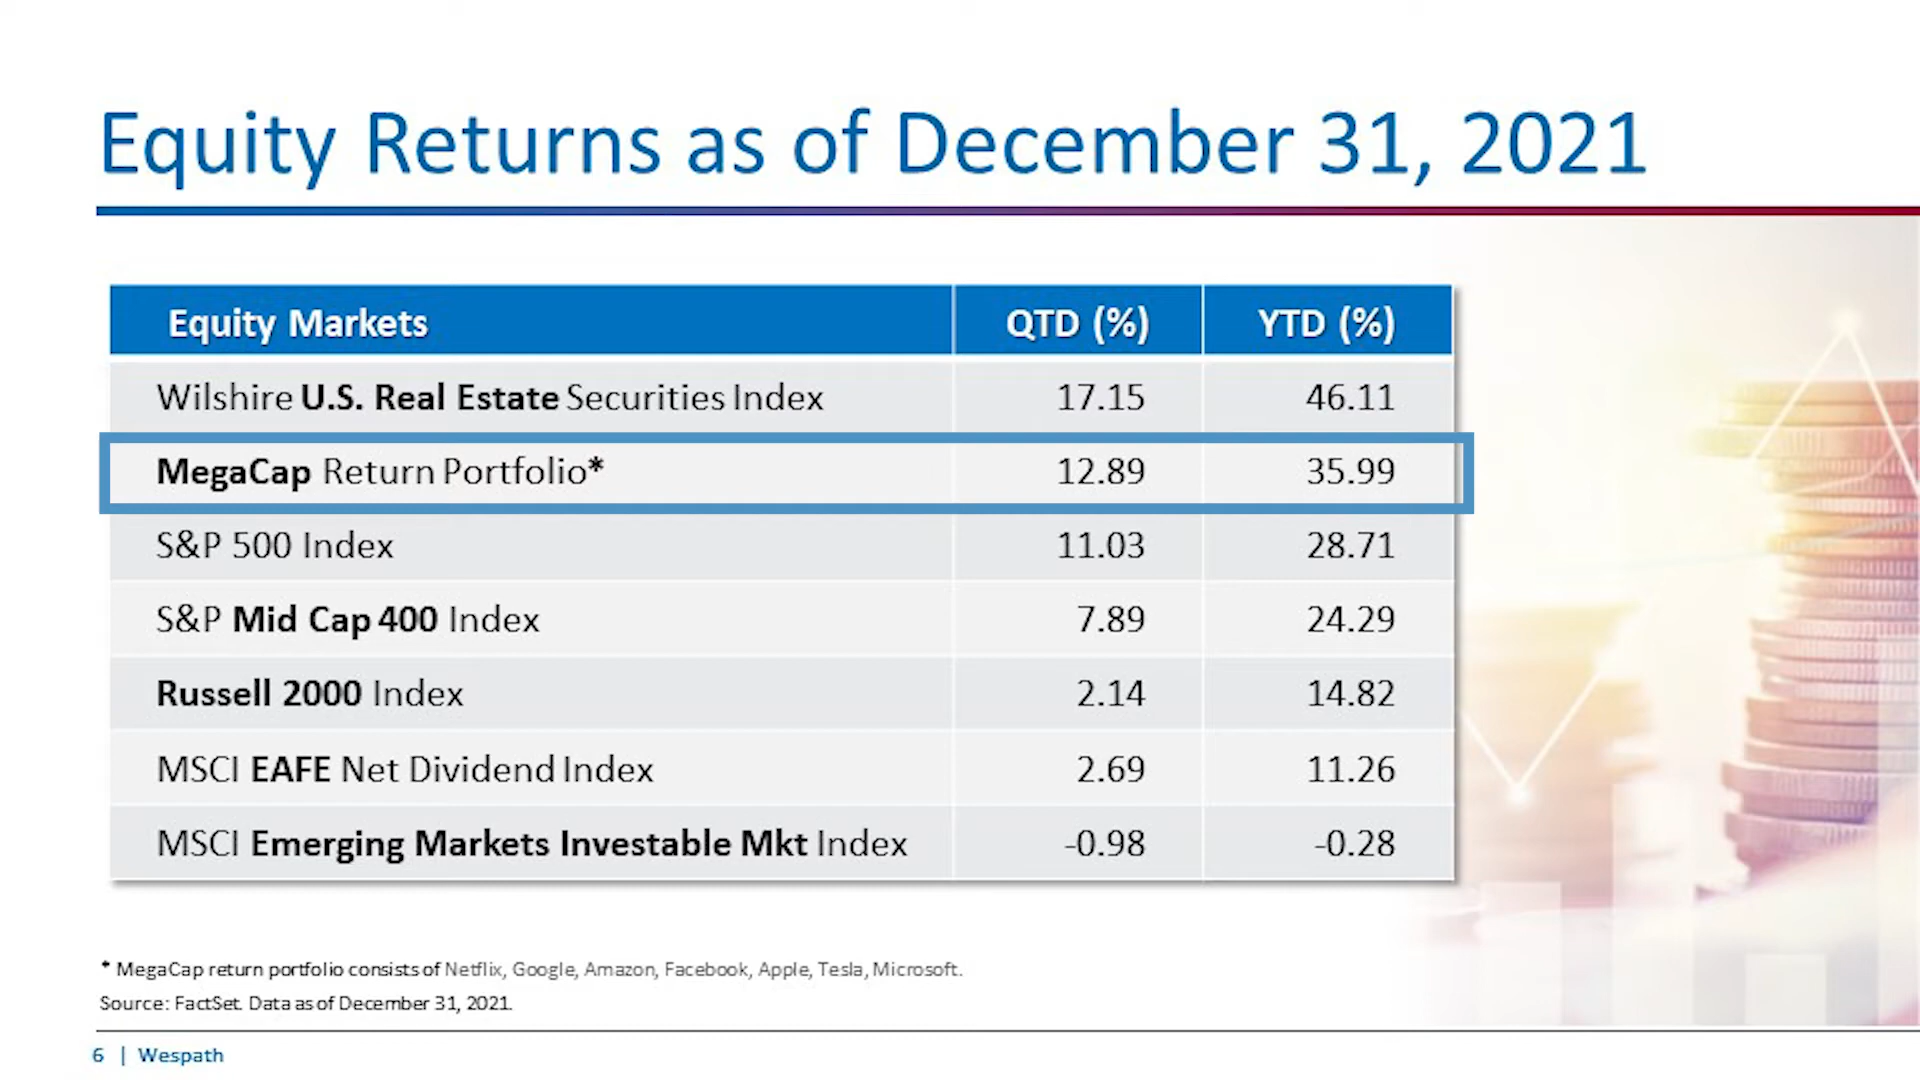 Equity Returns as of December 31, 2021
Equity Markets QTD (%) YTD (%)
Wilshire U.S. Real Estate Securities Index 17.15 46.11
MegaCap Return Portfolio* 12.89 35.99
S&P 500 Index 11.03 28.71
S&P Mid Cap 400 Index 7.89 24.29
Russell 2000 Index 2.14 14.82
MSCI EAFE Net Dividend Index 2.69 11.26
MSCI Emerging Markets Investable Mkt Index -0.98 -0.28
* MegaCap return portfolio consists of Netflix, Google, Amazon, Facebook, Apple, Tesla, Microsoft.
Source: FactSet. Data as of December 31, 2021.
6 | Wespath